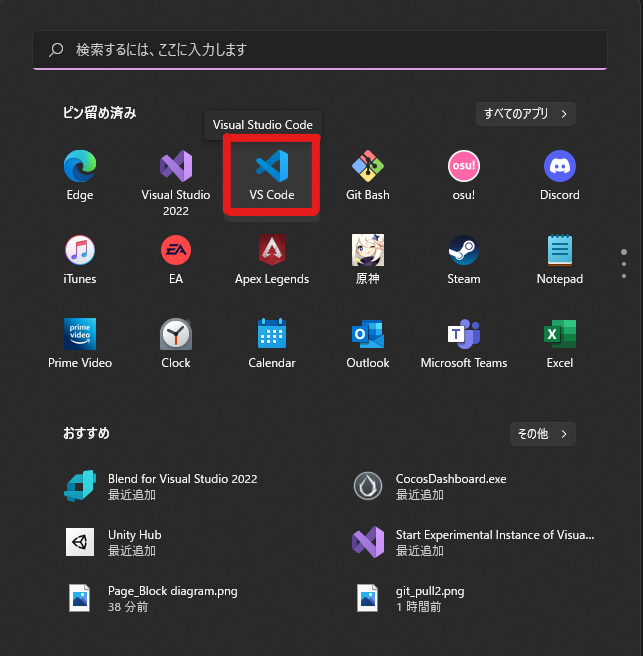 検索するには、ここに入力します
ピン留め済み
すべてのアプリ
Visual Studio Code
Edge
Visual Studio 2022
VS Code
Git Bash
osu!
osu!
Discord
iTunes
EA
EA
Apex Legends
原神
Steam
Notepad
prime video
Prime Video
Clock
Calendar
Outlook
Microsoft Teams
Excel
おすすめ
その他
Blend for Visual Studio 2022
最近追加
CocosDashboard.exe
最近追加
Unity Hub
最近追加
Start Experimental Instance of Visua...
最近追加
Page_Block diagram.png
38 分前
git_pull2.png
1 時間前